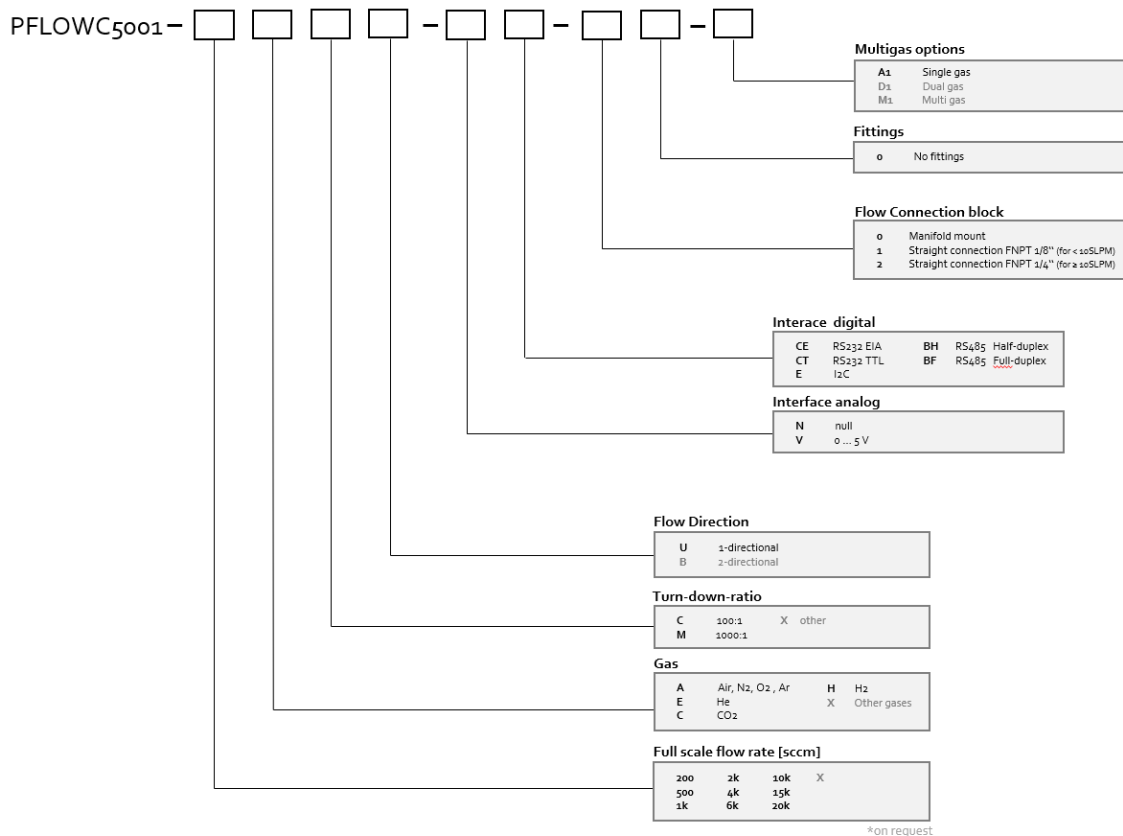 PFLOWC5001 –  –  –  –
Multigas options
A1 Single gas
D1 Dual gas
M1 Multi gas
Fittings
0 No fittings
Flow Connection block
0 Manifold mount
1 Straight connection FNPT 1/8" (for < 10SLPM)
2 Straight connection FNPT 1/4" (for ≥ 10SLPM)
Interace digital
CE RS232 EIA BH RS485 Half-duplex
CT RS232 TTL BF RS485 Full-duplex
E I2C
Interface analog
N null
V 0 ... 5 V
Flow Direction
U 1-directional
B 2-directional
Turn-down-ratio
C 100:1 X other
M 1000:1
Gas
A Air, N2, O2 , Ar H H2
E He X Other gases
C CO2
Full scale flow rate [sccm]
200 2k 10k X
500 4k 15k
1k 6k 20k
*on request